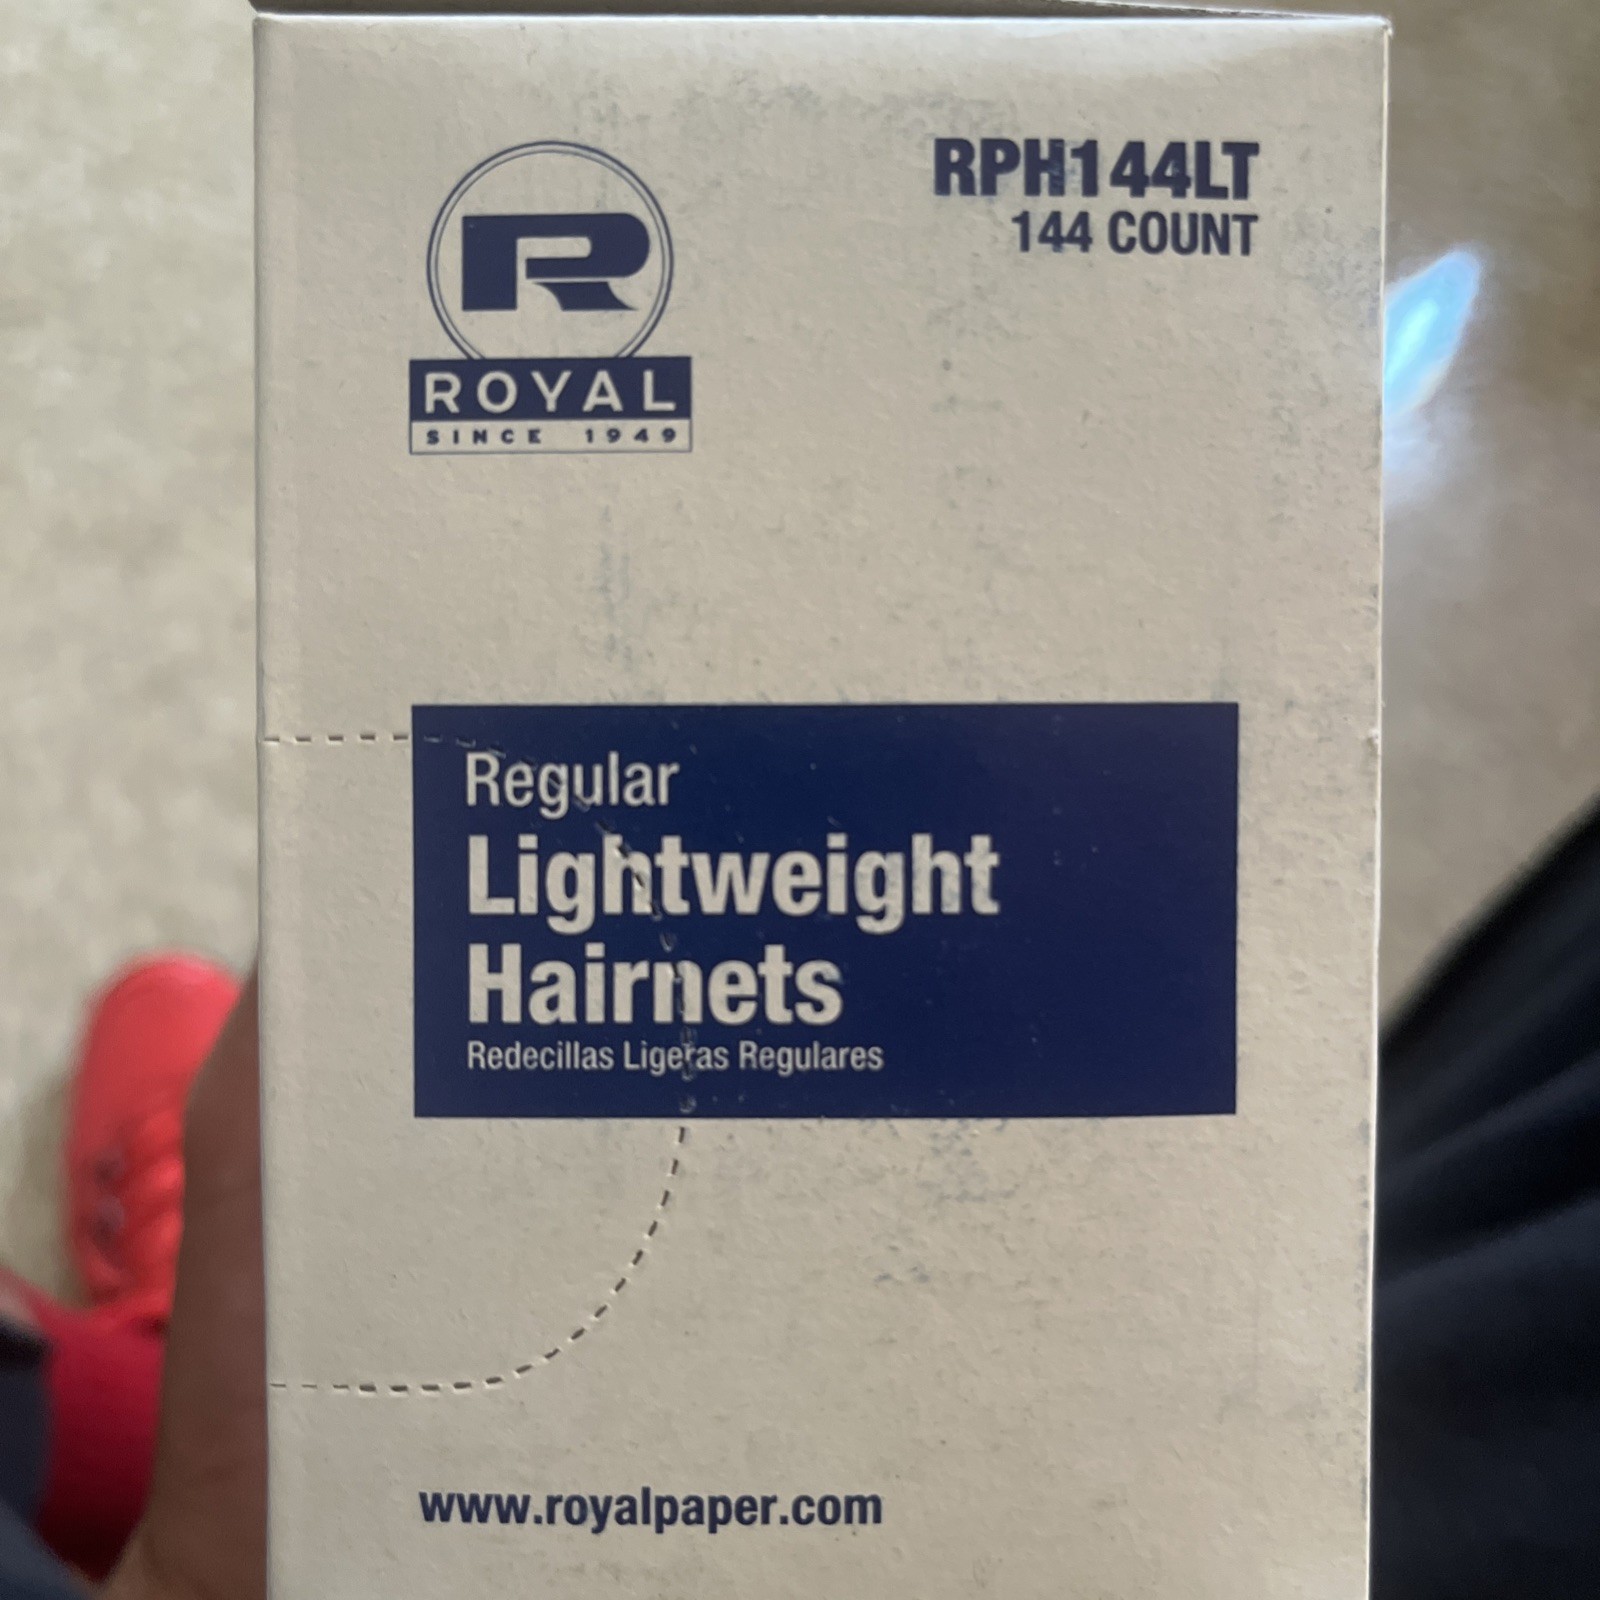 R
ROYAL
SINCE 1949
RPH144LT
144 COUNT
Regular
Lightweight
Hairnets
Redecillas Ligeras Regulares
www.royalpaper.com